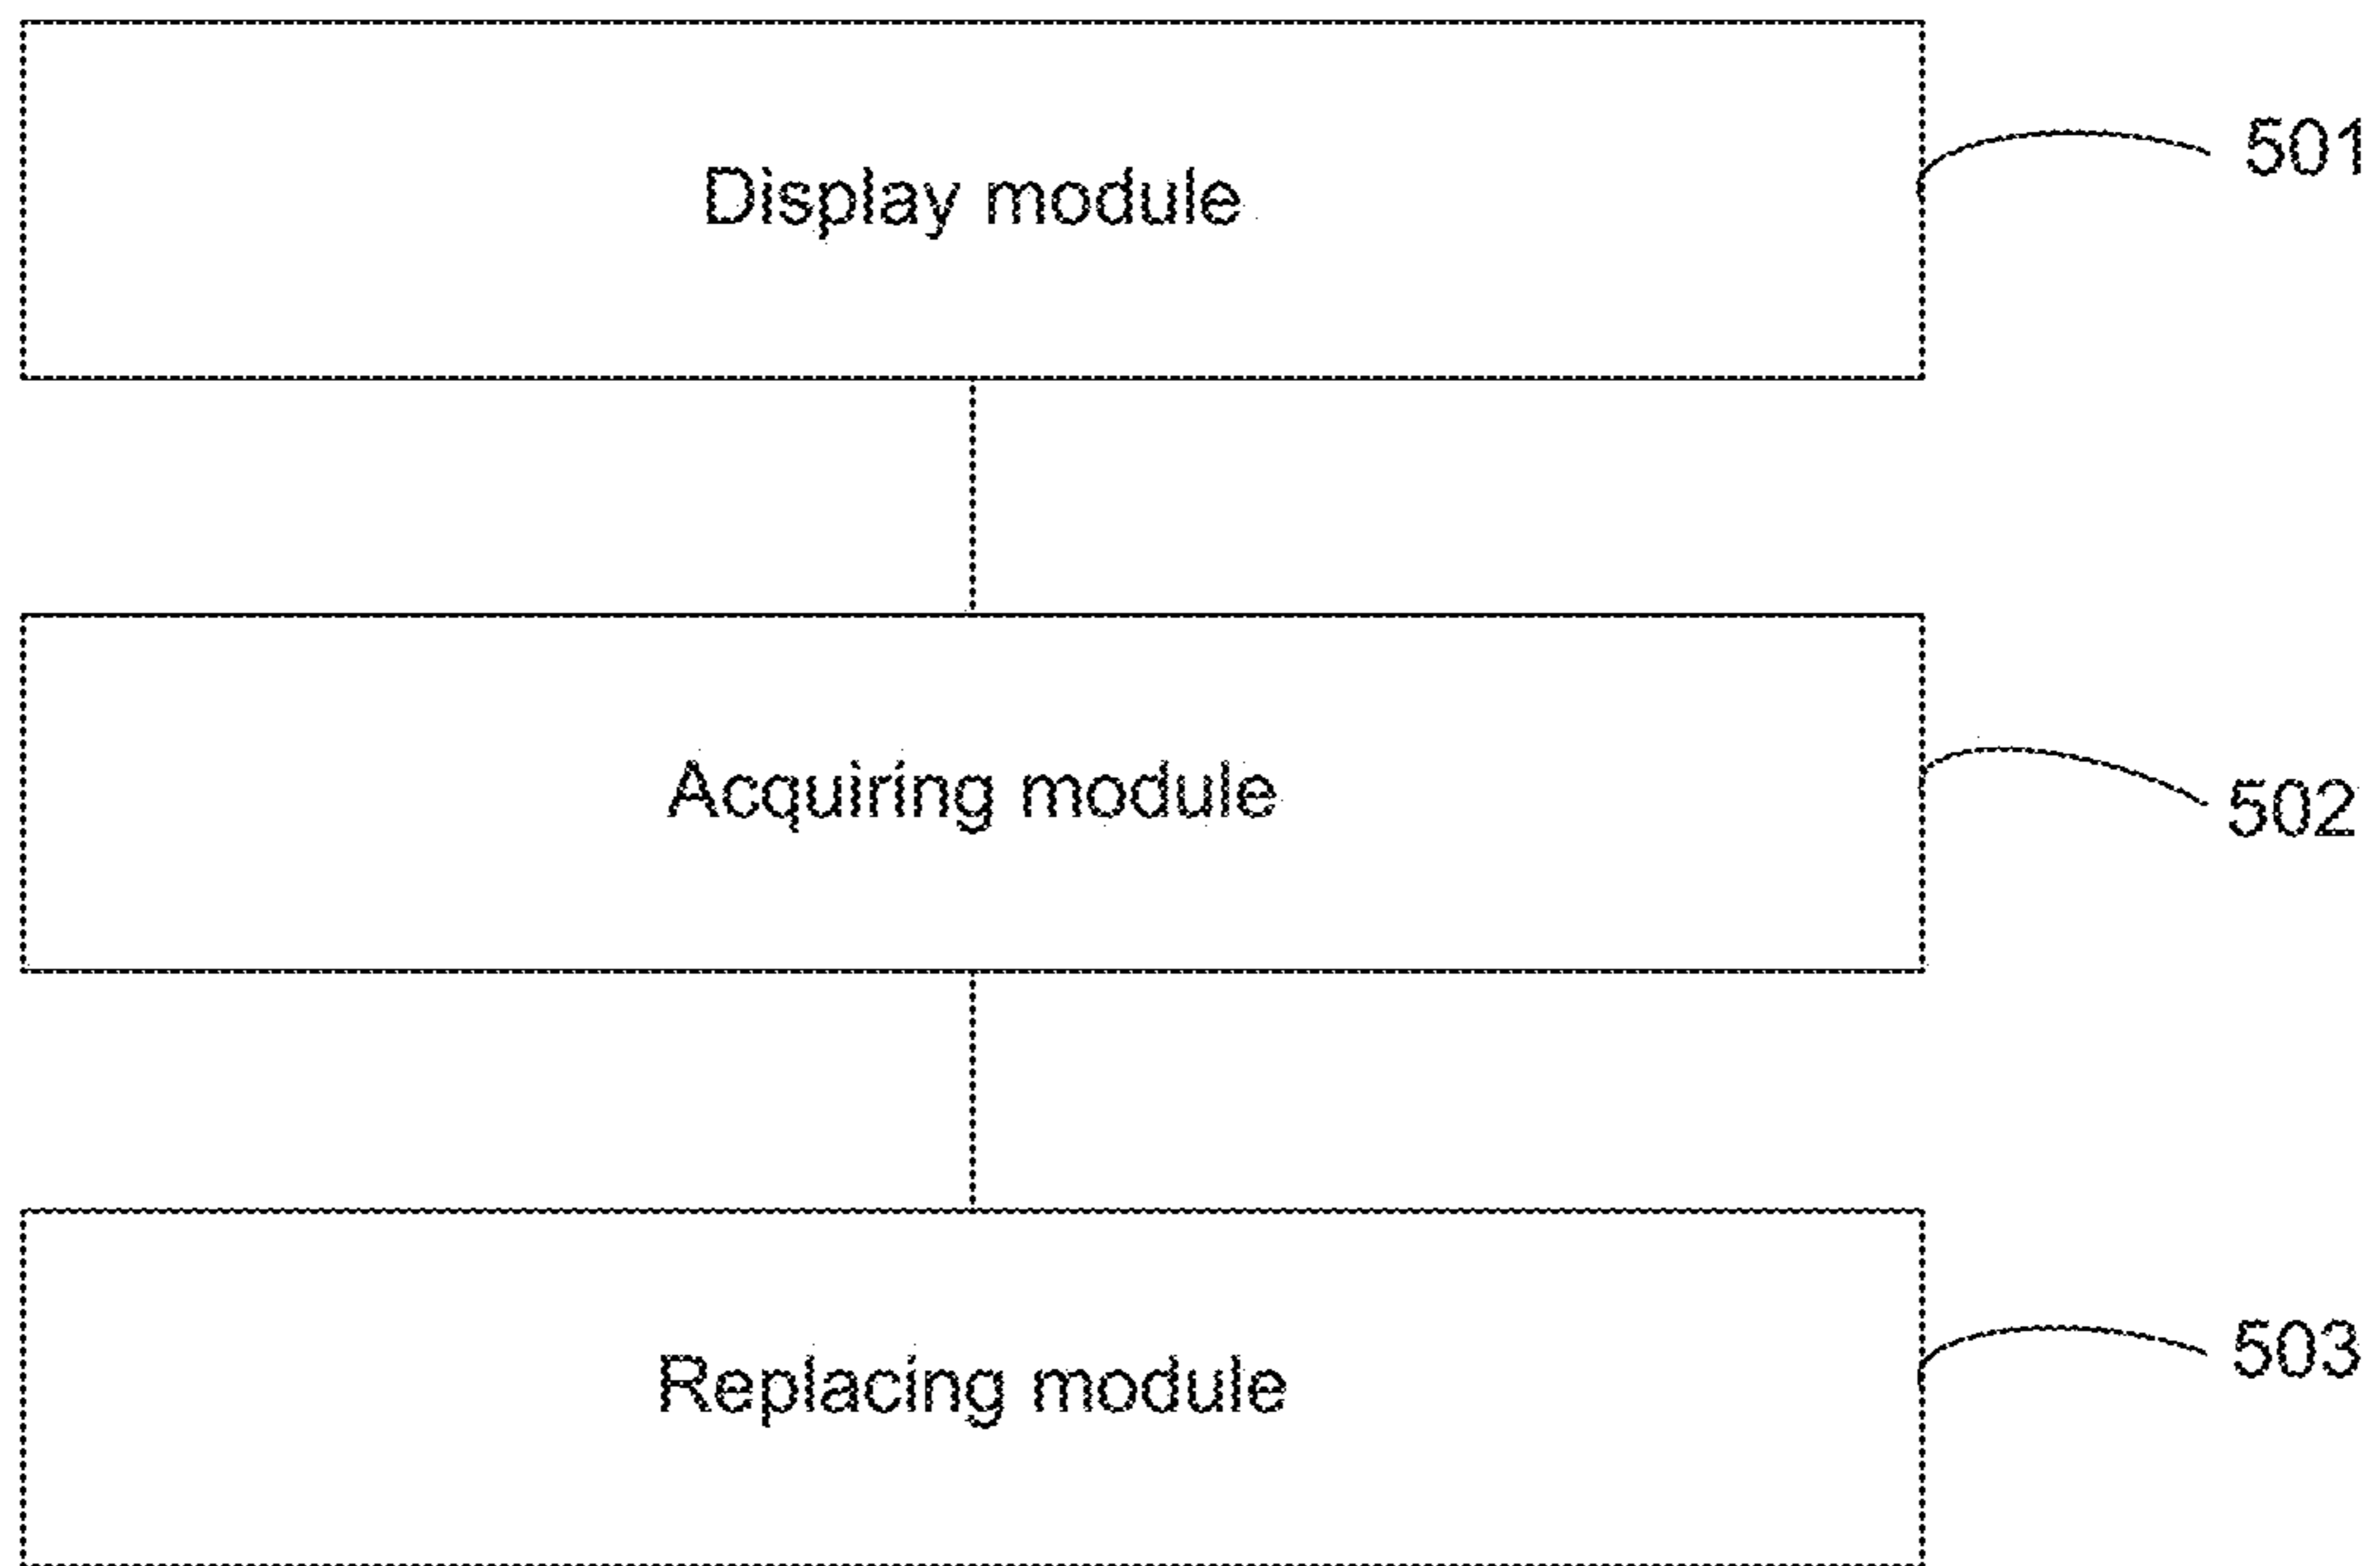 Display module
501
Acquiring module
502
Replacing module
503